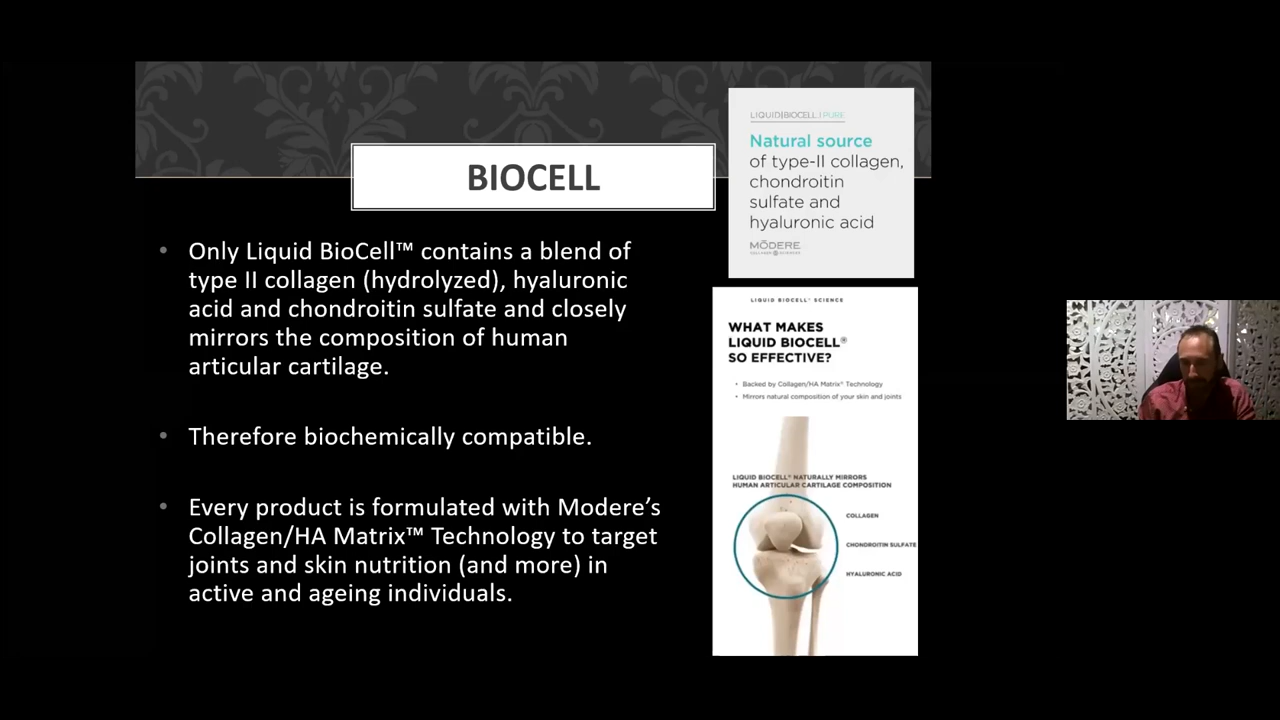 BIOCELL
• Only Liquid BioCell™ contains a blend of
type II collagen (hydrolyzed), hyaluronic
acid and chondroitin sulfate and closely
mirrors the composition of human
articular cartilage.
• Therefore biochemically compatible.
• Every product is formulated with Modere’s
Collagen/HA Matrix™ Technology to target
joints and skin nutrition (and more) in
active and ageing individuals.
LIQUID|BIOCELL|PURE
Natural source
of type-II collagen,
chondroitin
sulfate and
hyaluronic acid
MŌDERE
COLLAGEN SCIENCES
LIQUID BIOCELL® SCIENCE
WHAT MAKES
LIQUID BIOCELL®
SO EFFECTIVE?
• Backed by Collagen/HA Matrix® Technology
• Mirrors natural composition of your skin and joints
LIQUID BIOCELL® NATURALLY MIRRORS
HUMAN ARTICULAR CARTILAGE COMPOSITION
COLLAGEN
CHONDROITIN SULFATE
HYALURONIC ACID